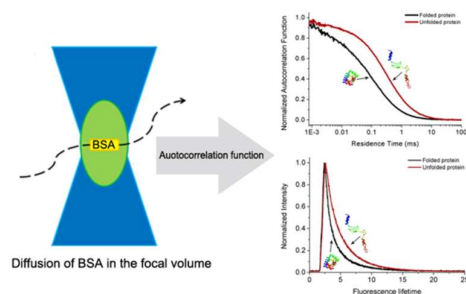 BSA
Diffusion of BSA in the focal volume
Auotocorrelation function
Normalized Autocorrelation Function
1.0
0.8
0.6
0.4
0.2
0.0
Folded protein
Unfolded protein
1E-3 0.01 0.1 1 10 100
Residence Time (ms)
Normalized Intensity
1.0
0.8
0.6
0.4
0.2
0.0
Folded protein
Unfolded protein
0 5 10 15 20 25
Fluorescence lifetime